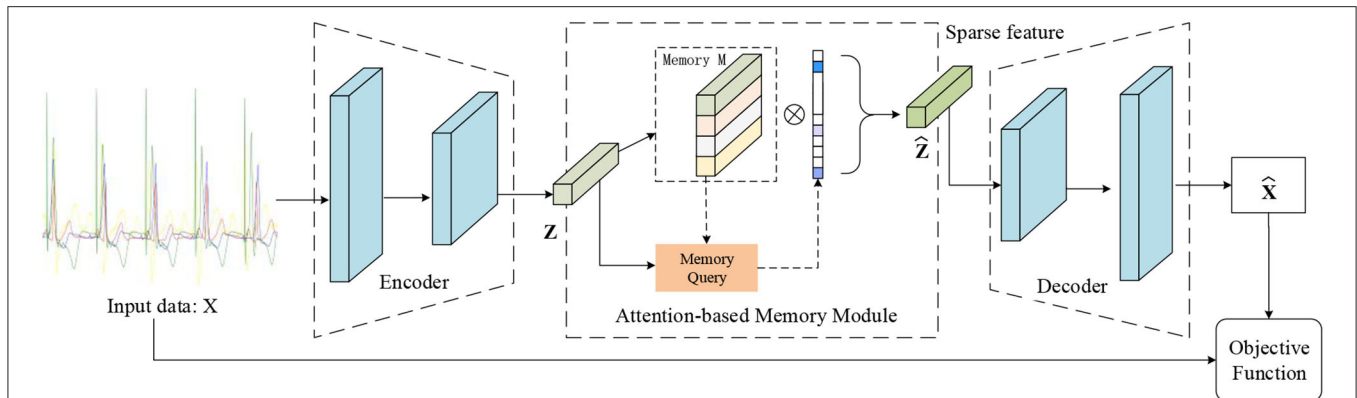 Input data: X
Encoder
Z
Memory M
⊗
Memory
Query
Attention-based Memory Module
Sparse feature
Ẑ
Decoder
X̂
Objective
Function